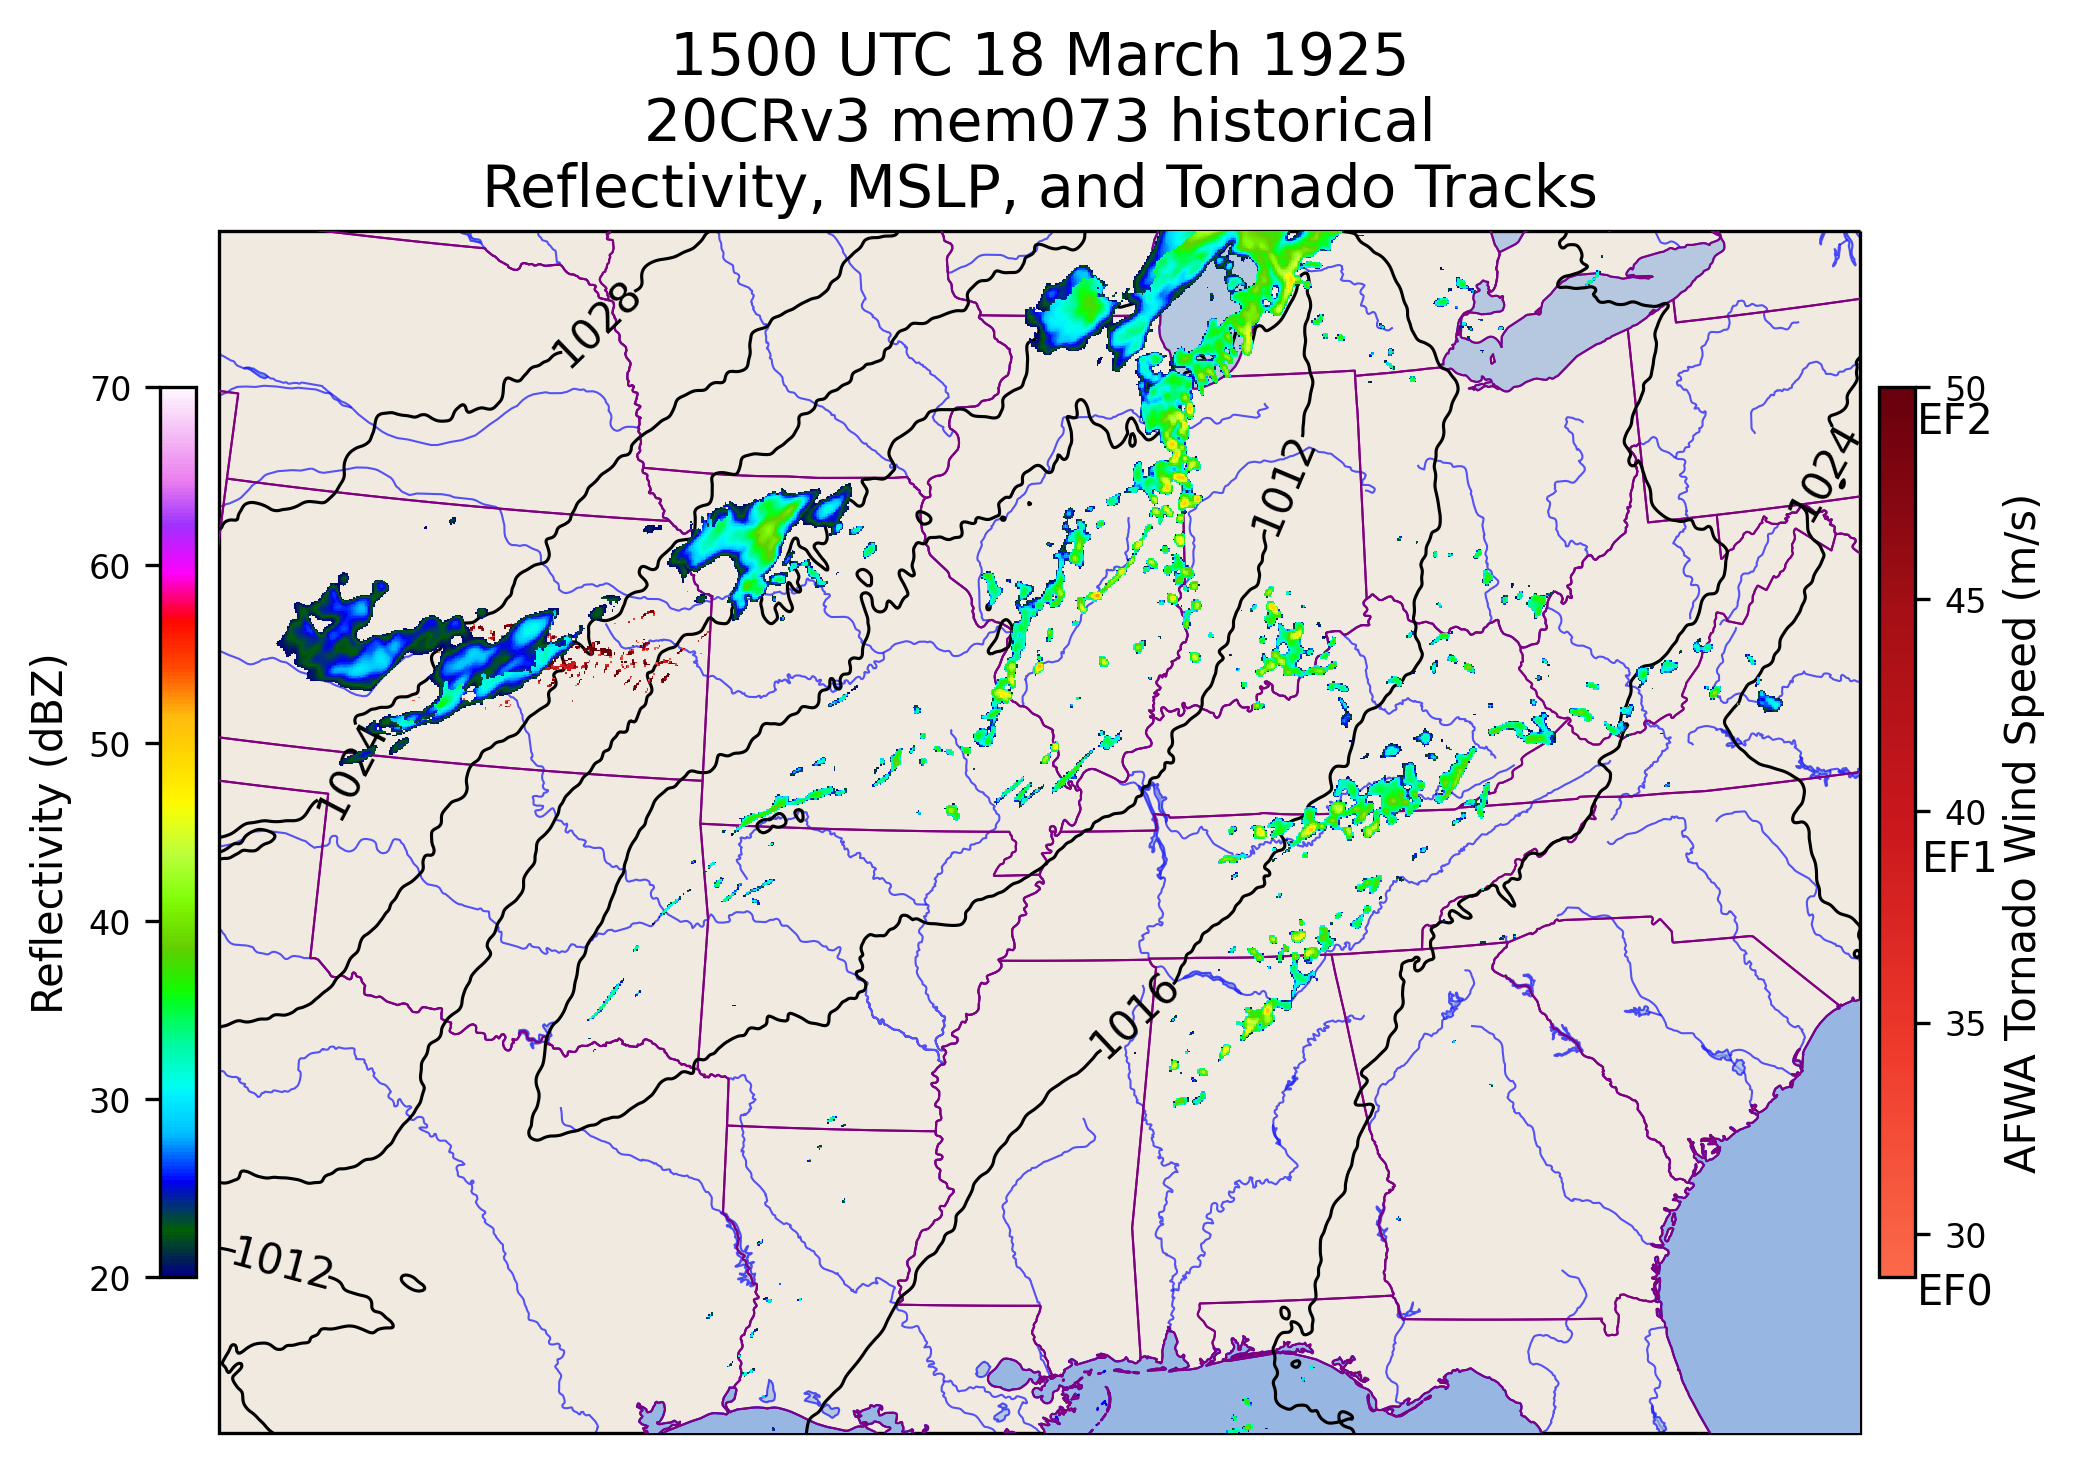 1500 UTC 18 March 1925
20CRv3 mem073 historical
Reflectivity, MSLP, and Tornado Tracks
Reflectivity (dBZ)
70
60
50
40
30
20
1028
1024
1012
1012
1016
1024
50
EF2
45
40
EF1
35
30
EF0
AFWA Tornado Wind Speed (m/s)